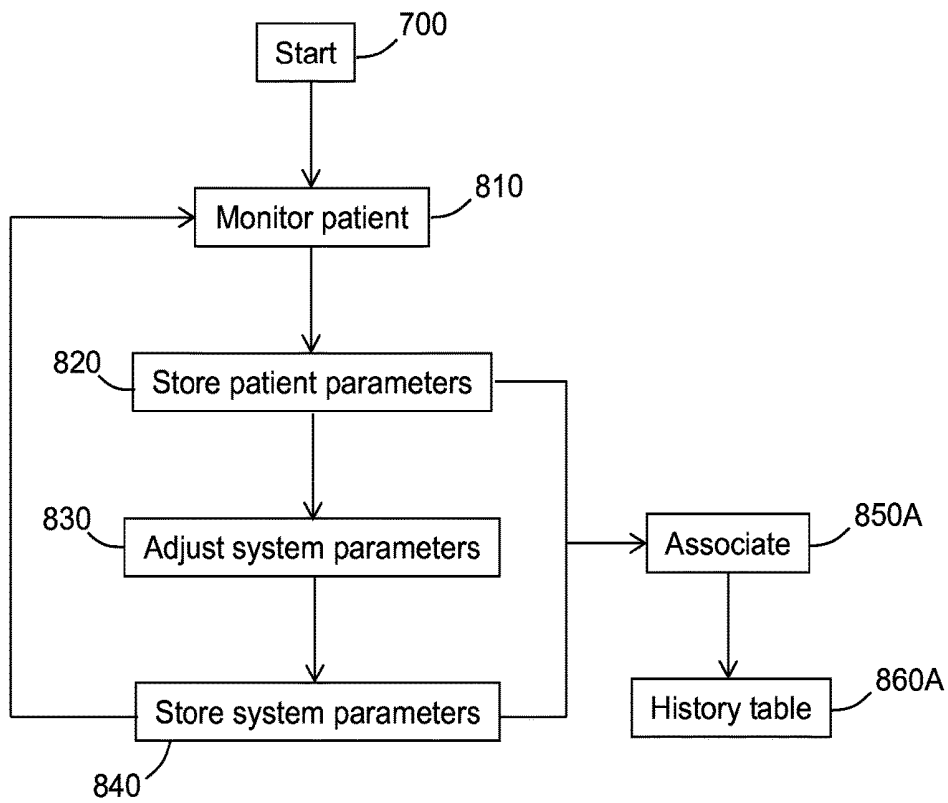 700
Start
810
Monitor patient
820
Store patient parameters
830
Adjust system parameters
850A
Associate
860A
History table
Store system parameters
840